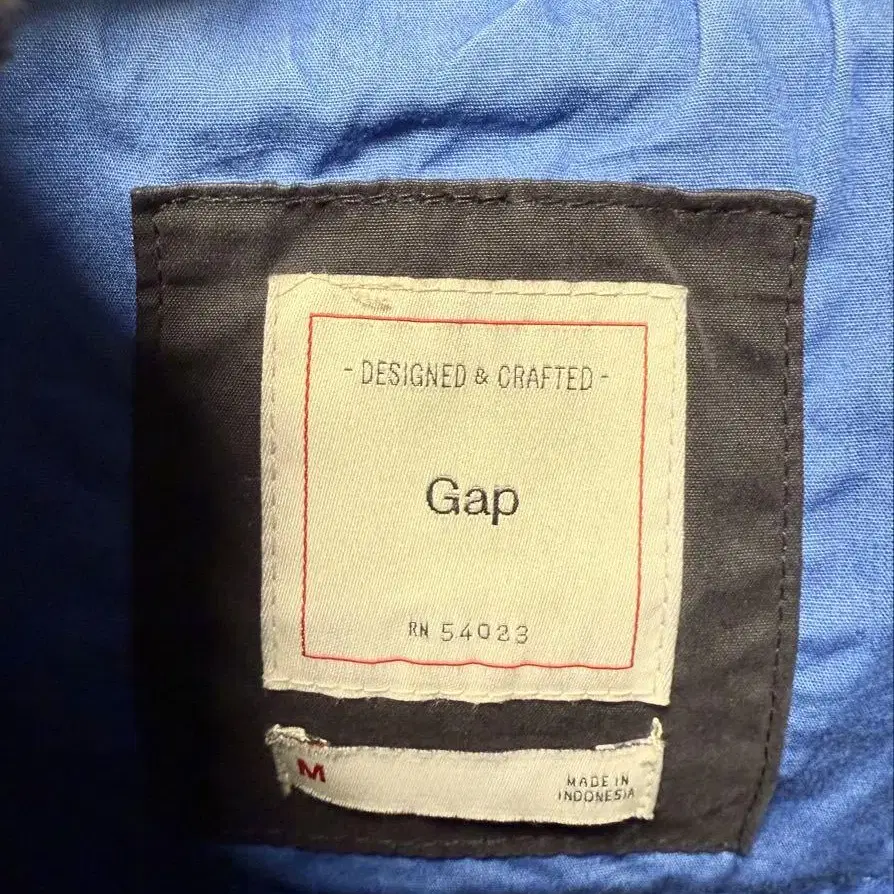 - DESIGNED & CRAFTED -
Gap
RN 54023
M
MADE IN
INDONESIA